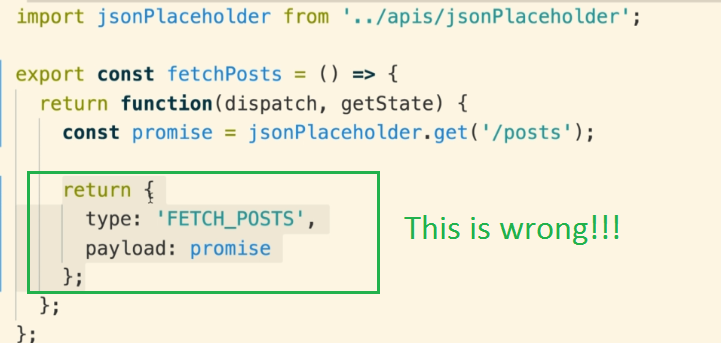 import jsonPlaceholder from '../apis/jsonPlaceholder';
export const fetchPosts = () => {
return function(dispatch, getState) {
const promise = jsonPlaceholder.get('/posts');
return {
type: 'FETCH_POSTS',
payload: promise
};
This is wrong!!!
};
};